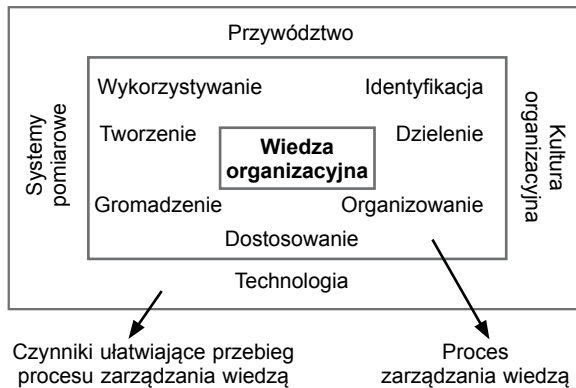 Przywództwo
Systemy
pomiarowe
Wykorzystywanie
Identyfikacja
Tworzenie
Wiedza
organizacyjna
Dzielenie
Gromadzenie
Organizowanie
Dostosowanie
Kultura
organizacyjna
Technologia
Czynniki ułatwiające przebieg
procesu zarządzania wiedzą
Proces
zarządzania wiedzą